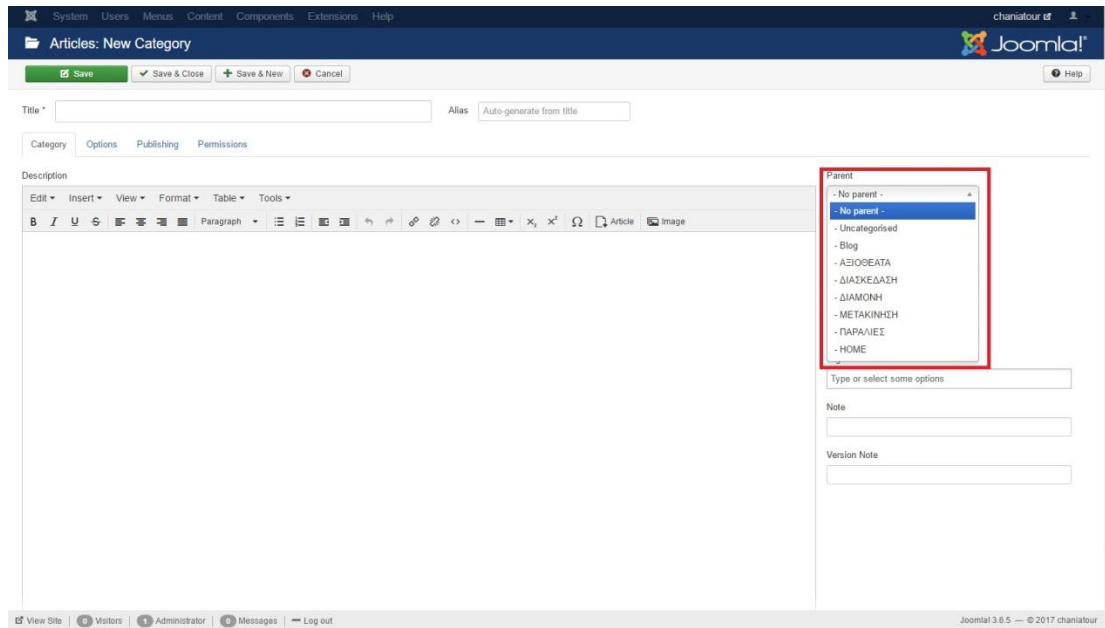 System Users Menus Content Components Extensions Help chaniatour
Articles: New Category Joomla!®
Save Save & Close Save & New Cancel Help
Title * Alias Auto-generate from title
Category Options Publishing Permissions
Description
Edit Insert View Format Table Tools
B I U S Paragraph Article Image
Parent
- No parent -
- No parent -
- Uncategorised
- Blog
- ΑΞΙΟΘΕΑΤΑ
- ΔΙΑΣΚΕΔΑΣΗ
- ΔΙΑΜΟΝΗ
- ΜΕΤΑΚΙΝΗΣΗ
- ΠΑΡΑΛΙΕΣ
- HOME
Type or select some options
Note
Version Note
View Site 0 Visitors 1 Administrator 0 Messages Log out Joomla! 3.6.5 — © 2017 chaniatour